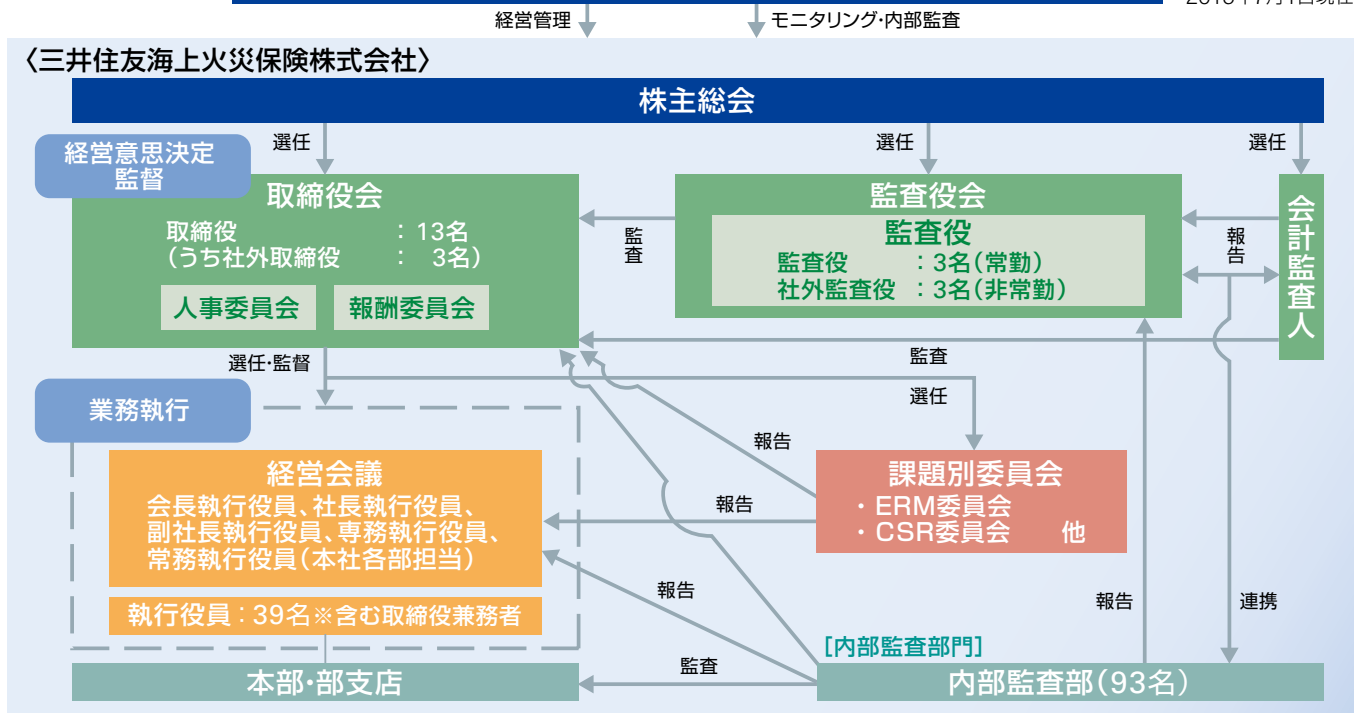 経営管理
モニタリング・内部監査
〈三井住友海上火災保険株式会社〉
株主総会
選任
選任
選任
経営意思決定
監督
取締役会
取締役 : 13名
(うち社外取締役 : 3名)
人事委員会
報酬委員会
監査
監査役会
監査役
監査役 : 3名(常勤)
社外監査役 : 3名(非常勤)
報告
会計監査人
選任・監督
監査
選任
業務執行
経営会議
会長執行役員、社長執行役員、
副社長執行役員、専務執行役員、
常務執行役員(本社各部担当)
執行役員:39名※含む取締役兼務者
報告
報告
課題別委員会
・ERM委員会
・CSR委員会 他
報告
報告
連携
[内部監査部門]
本部・部支店
監査
内部監査部(93名)